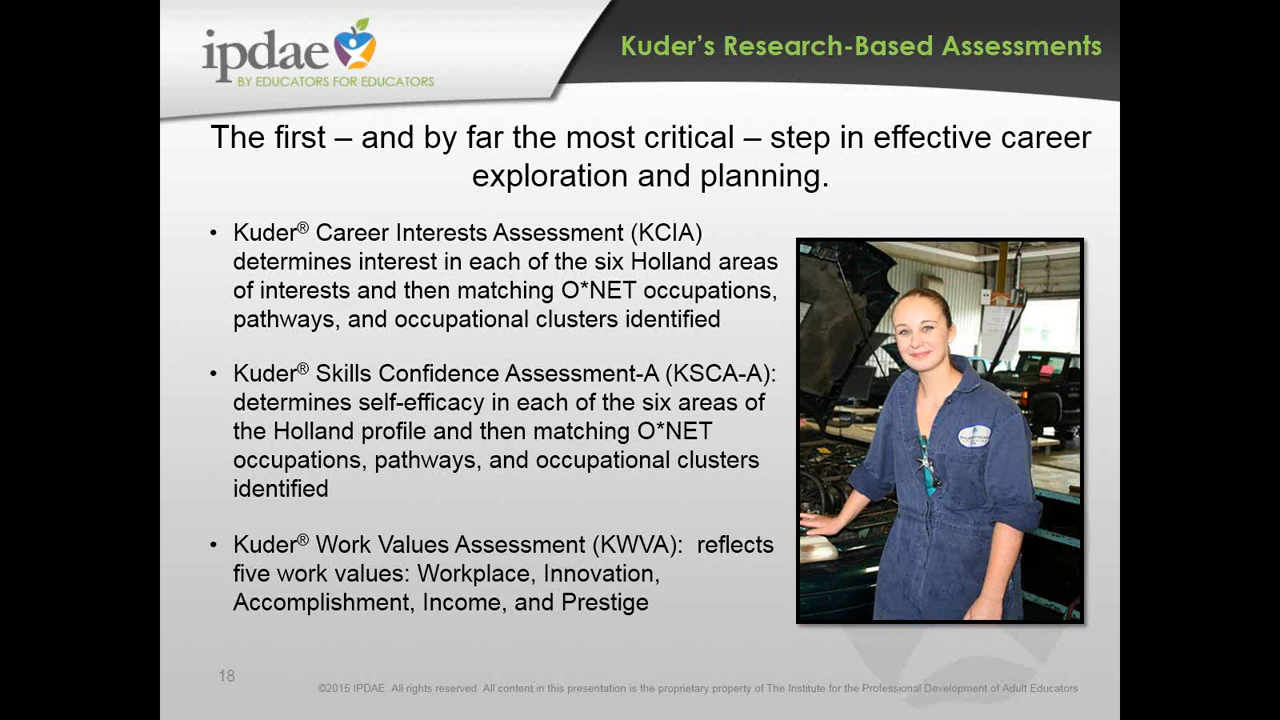 ipdae
BY EDUCATORS FOR EDUCATORS
Kuder’s Research-Based Assessments
The first – and by far the most critical – step in effective career
exploration and planning.
• Kuder® Career Interests Assessment (KCIA)
determines interest in each of the six Holland areas
of interests and then matching O*NET occupations,
pathways, and occupational clusters identified
• Kuder® Skills Confidence Assessment-A (KSCA-A):
determines self-efficacy in each of the six areas of
the Holland profile and then matching O*NET
occupations, pathways, and occupational clusters
identified
• Kuder® Work Values Assessment (KWVA):  reflects
five work values: Workplace, Innovation,
Accomplishment, Income, and Prestige
18
©2015 IPDAE. All rights reserved. All content in this presentation is the proprietary property of The Institute for the Professional Development of Adult Educators